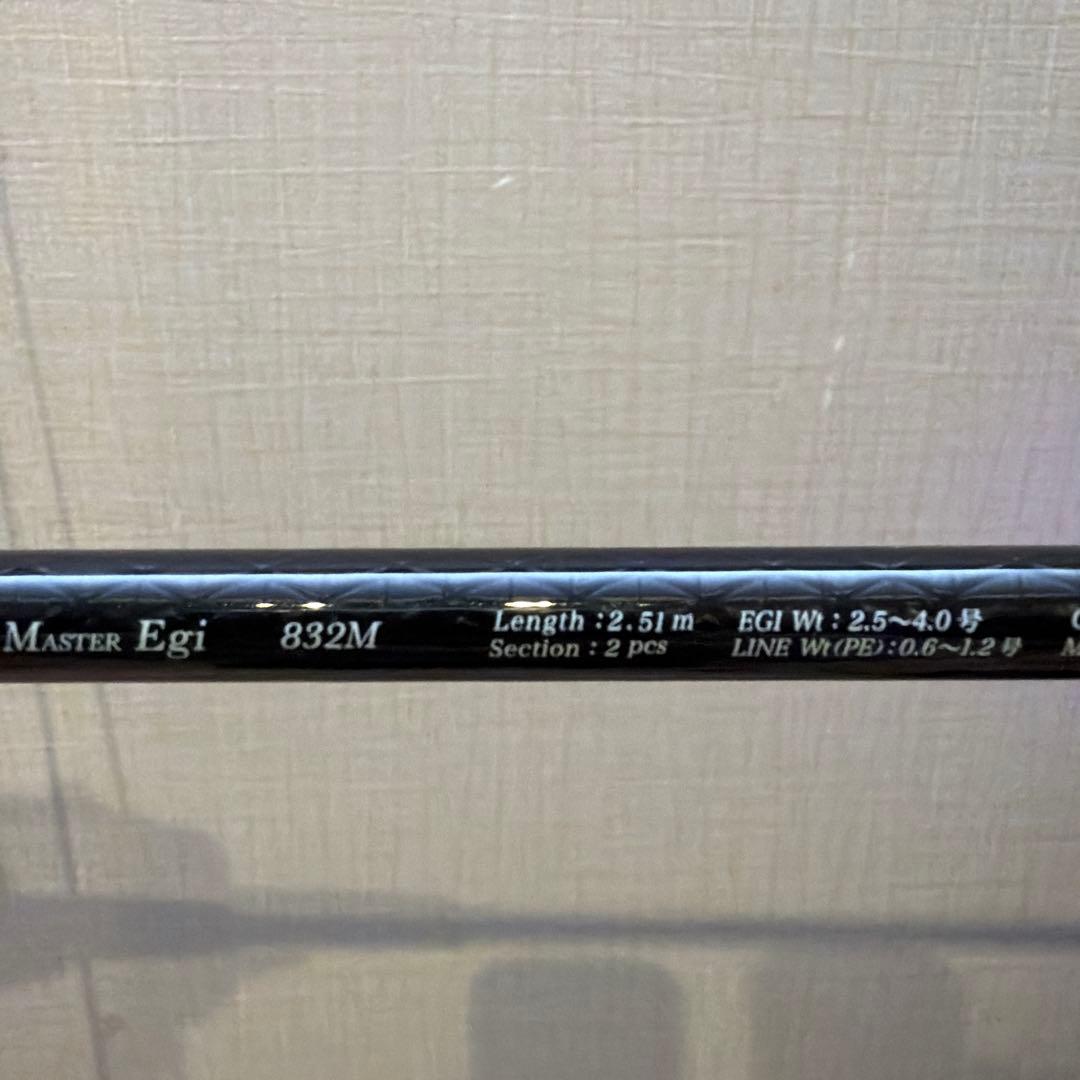 MASTER Egi 832M
Length : 2.51 m
Section : 2 pcs
EGI Wt : 2.5～4.0 号
LINE Wt (PE) : 0.6～1.2 号